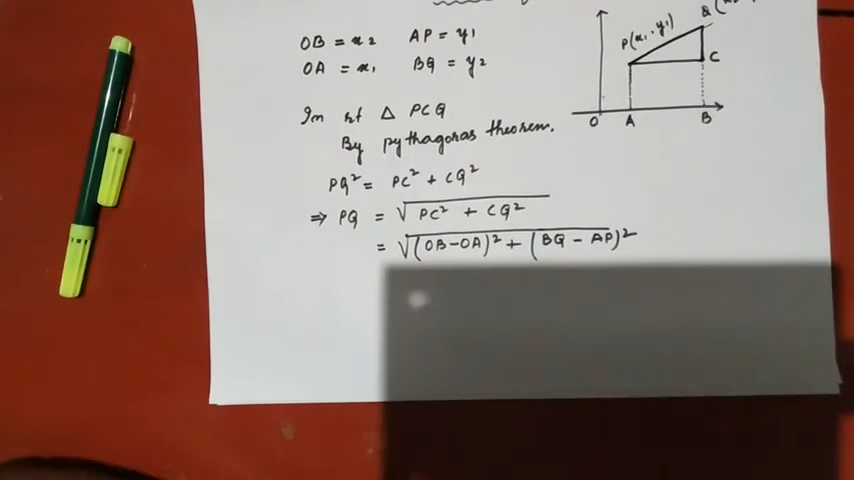 OB = x₂ AP = y₁
OA = x₁ BQ = y₂
In rt △ PCQ
By pythagoras theorem.
PQ² = PC² + CQ²
⇒ PQ = √(PC² + CQ²)
= √((OB-OA)² + (BQ - AP)²)
P(x₁, y₁)
Q(x₂
C
O A B